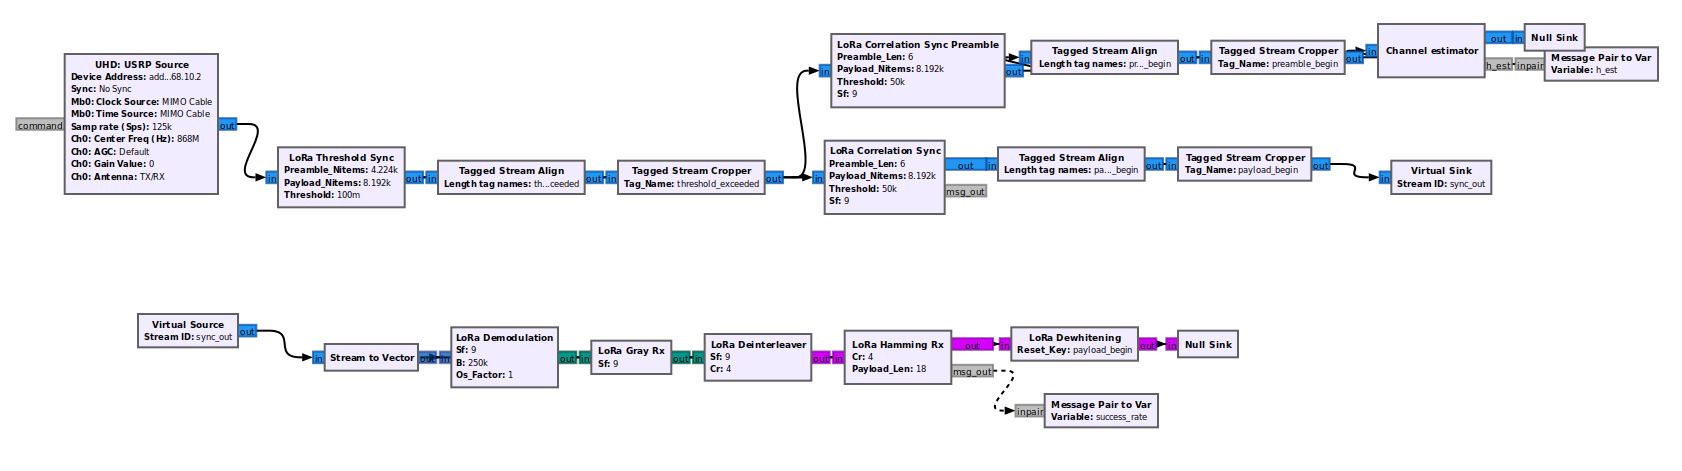 UHD: USRP Source
Device Address: add...68.10.2
Sync: No Sync
Mb0: Clock Source: MIMO Cable
Mb0: Time Source: MIMO Cable
Samp rate (Sps): 125k
Ch0: Center Freq (Hz): 868M
Ch0: AGC: Default
Ch0: Gain Value: 0
Ch0: Antenna: TX/RX
command
out
in
LoRa Threshold Sync
Preamble_Nitems: 4.224k
Payload_Nitems: 8.192k
Threshold: 100m
out
in
Tagged Stream Align
Length tag names: th...ceeded
out
in
Tagged Stream Cropper
Tag_Name: threshold_exceeded
out
in
LoRa Correlation Sync Preamble
Preamble_Len: 6
Payload_Nitems: 8.192k
Threshold: 50k
Sf: 9
out
in
Tagged Stream Align
Length tag names: pr..._begin
out
in
Tagged Stream Cropper
Tag_Name: preamble_begin
out
in
Channel estimator
out
h_est
in
Null Sink
inpair
Message Pair to Var
Variable: h_est
in
LoRa Correlation Sync
Preamble_Len: 6
Payload_Nitems: 8.192k
Threshold: 50k
Sf: 9
out
msg_out
in
Tagged Stream Align
Length tag names: pa..._begin
out
in
Tagged Stream Cropper
Tag_Name: payload_begin
out
in
Virtual Sink
Stream ID: sync_out
Virtual Source
Stream ID: sync_out
out
in
Stream to Vector
out
in
LoRa Demodulation
Sf: 9
B: 250k
Os_Factor: 1
out
in
LoRa Gray Rx
Sf: 9
out
in
LoRa Deinterleaver
Sf: 9
Cr: 4
out
in
LoRa Hamming Rx
Cr: 4
Payload_Len: 18
out
msg_out
in
LoRa Dewhitening
Reset_Key: payload_begin
out
in
Null Sink
inpair
Message Pair to Var
Variable: success_rate